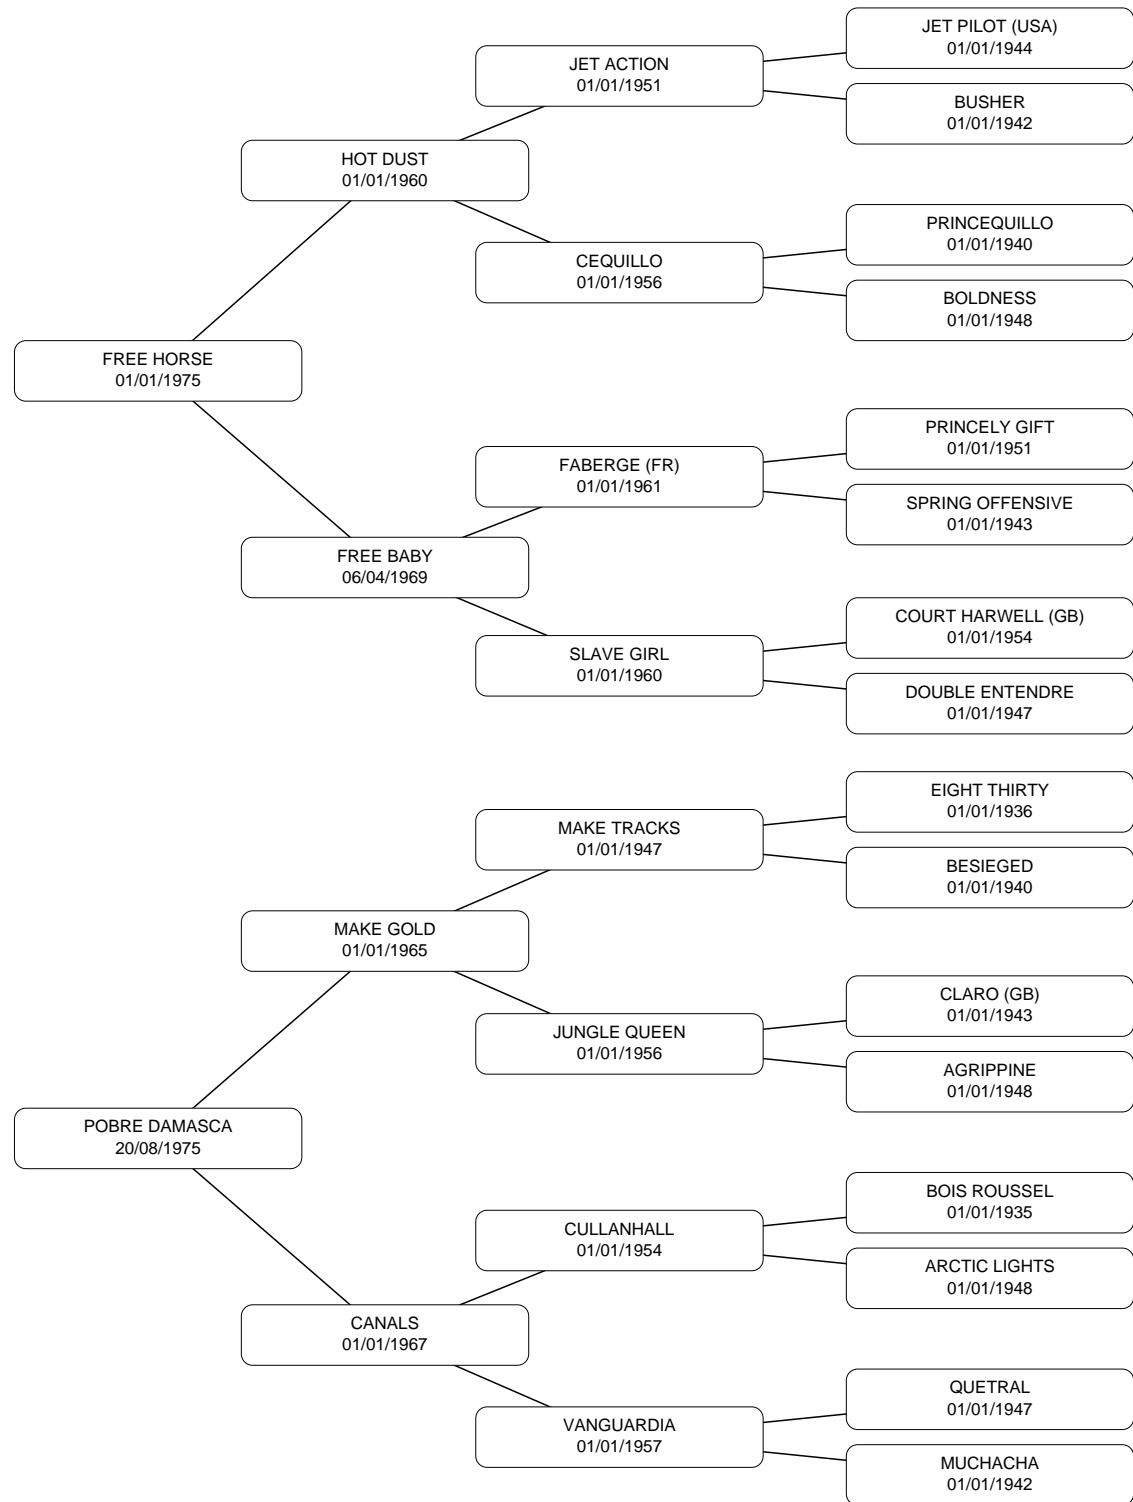 JET PILOT (USA)
01/01/1944
JET ACTION
01/01/1951
BUSHER
01/01/1942
HOT DUST
01/01/1960
PRINCEQUILLO
01/01/1940
CEQUILLO
01/01/1956
BOLDNESS
01/01/1948
FREE HORSE
01/01/1975
PRINCELY GIFT
01/01/1951
FABERGE (FR)
01/01/1961
SPRING OFFENSIVE
01/01/1943
FREE BABY
06/04/1969
COURT HARWELL (GB)
01/01/1954
SLAVE GIRL
01/01/1960
DOUBLE ENTENDRE
01/01/1947
EIGHT THIRTY
01/01/1936
MAKE TRACKS
01/01/1947
BESIEGED
01/01/1940
MAKE GOLD
01/01/1965
CLARO (GB)
01/01/1943
JUNGLE QUEEN
01/01/1956
AGRIPPINE
01/01/1948
POBRE DAMASCA
20/08/1975
BOIS ROUSSEL
01/01/1935
CULLANHALL
01/01/1954
ARCTIC LIGHTS
01/01/1948
CANALS
01/01/1967
QUETRAL
01/01/1947
VANGUARDIA
01/01/1957
MUCHACHA
01/01/1942